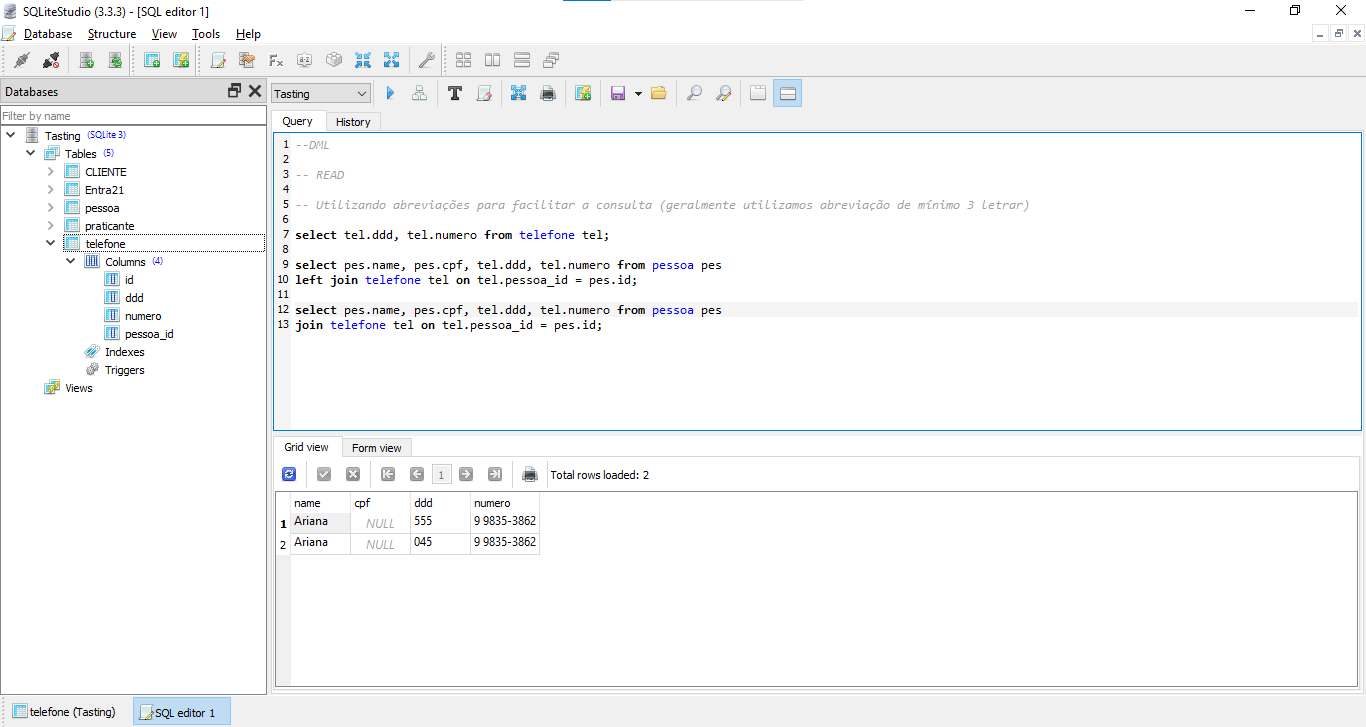 SQLiteStudio (3.3.3) - [SQL editor 1]
Database Structure View Tools Help
Databases
Filter by name
Tasting (SQLite 3)
Tables (5)
CLIENTE
Entra21
pessoa
praticante
telefone
Columns (4)
id
ddd
numero
pessoa_id
Indexes
Triggers
Views
Tasting
Query History
1 --DML
2
3 -- READ
4
5 -- Utilizando abreviações para facilitar a consulta (geralmente utilizamos abreviação de mínimo 3 letrar)
6
7 select tel.ddd, tel.numero from telefone tel;
8
9 select pes.name, pes.cpf, tel.ddd, tel.numero from pessoa pes
10 left join telefone tel on tel.pessoa_id = pes.id;
11
12 select pes.name, pes.cpf, tel.ddd, tel.numero from pessoa pes
13 join telefone tel on tel.pessoa_id = pes.id;
Grid view Form view
1 Total rows loaded: 2
name cpf ddd numero
1 Ariana NULL 555 9 9835-3862
2 Ariana NULL 045 9 9835-3862
telefone (Tasting) SQL editor 1